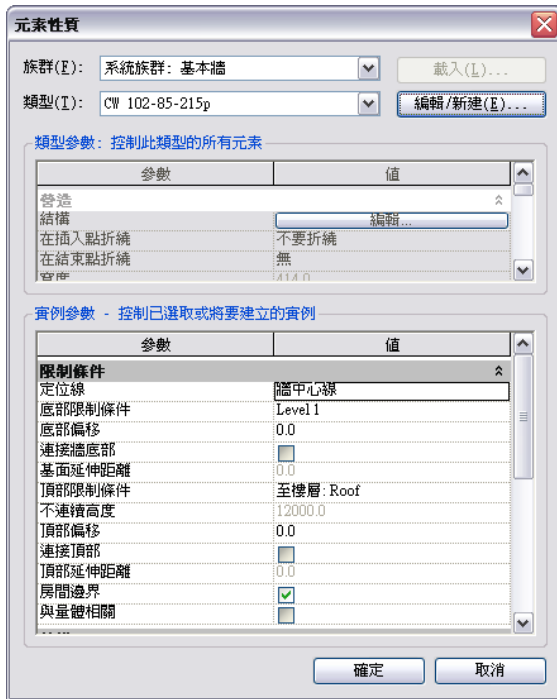 元素性質
族群(F): 系統族群: 基本牆 載入(L)...
類型(T): CW 102-85-215p 編輯/新建(E)...
類型參數: 控制此類型的所有元素
參數 值
營造
結構 編輯...
在插入點折繞 不要折繞
在結束點折繞 無
寬度 414.0
實例參數 - 控制已選取或將要建立的實例
參數 值
限制條件
定位線 牆中心線
底部限制條件 Level 1
底部偏移 0.0
連接牆底部
基面延伸距離 0.0
頂部限制條件 至樓層: Roof
不連續高度 12000.0
頂部偏移 0.0
連接頂部
頂部延伸距離 0.0
房間邊界
與量體相關
確定 取消